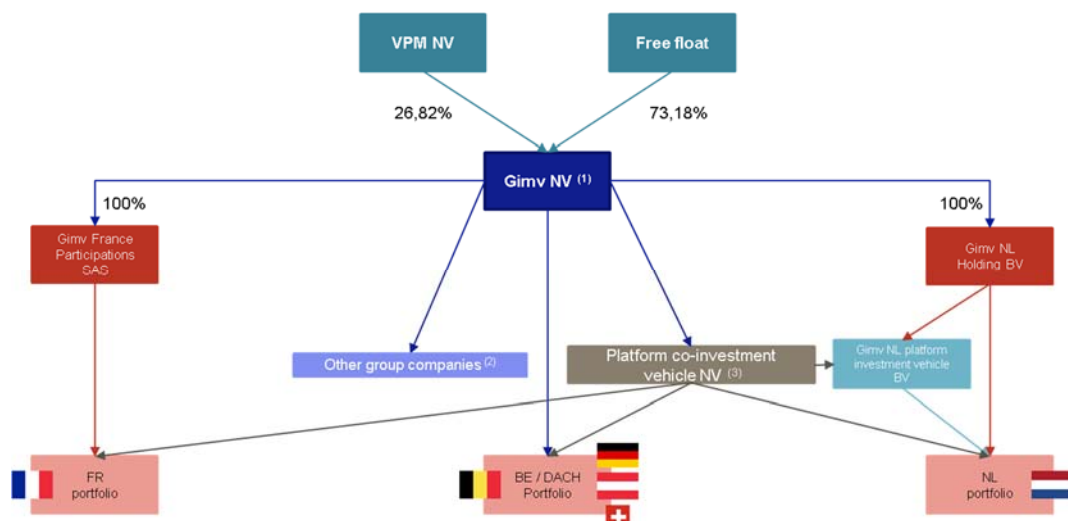 VPM NV
Free float
26,82%
73,18%
Gimv NV (1)
100%
100%
Gimv France
Participations
SAS
Gimv NL
Holding BV
Other group companies (2)
Platform co-investment
vehicle NV (3)
Gimv NL platform
investment vehicle
BV
FR
portfolio
BE / DACH
Portfolio
NL
portfolio